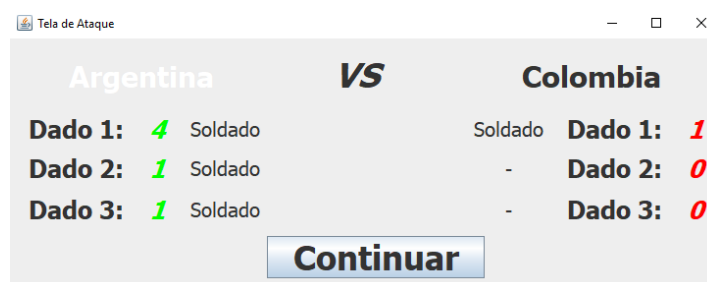 Tela de Ataque
Argentina VS Colombia
Dado 1: 4 Soldado Soldado Dado 1: 1
Dado 2: 1 Soldado - Dado 2: 0
Dado 3: 1 Soldado - Dado 3: 0
Continuar